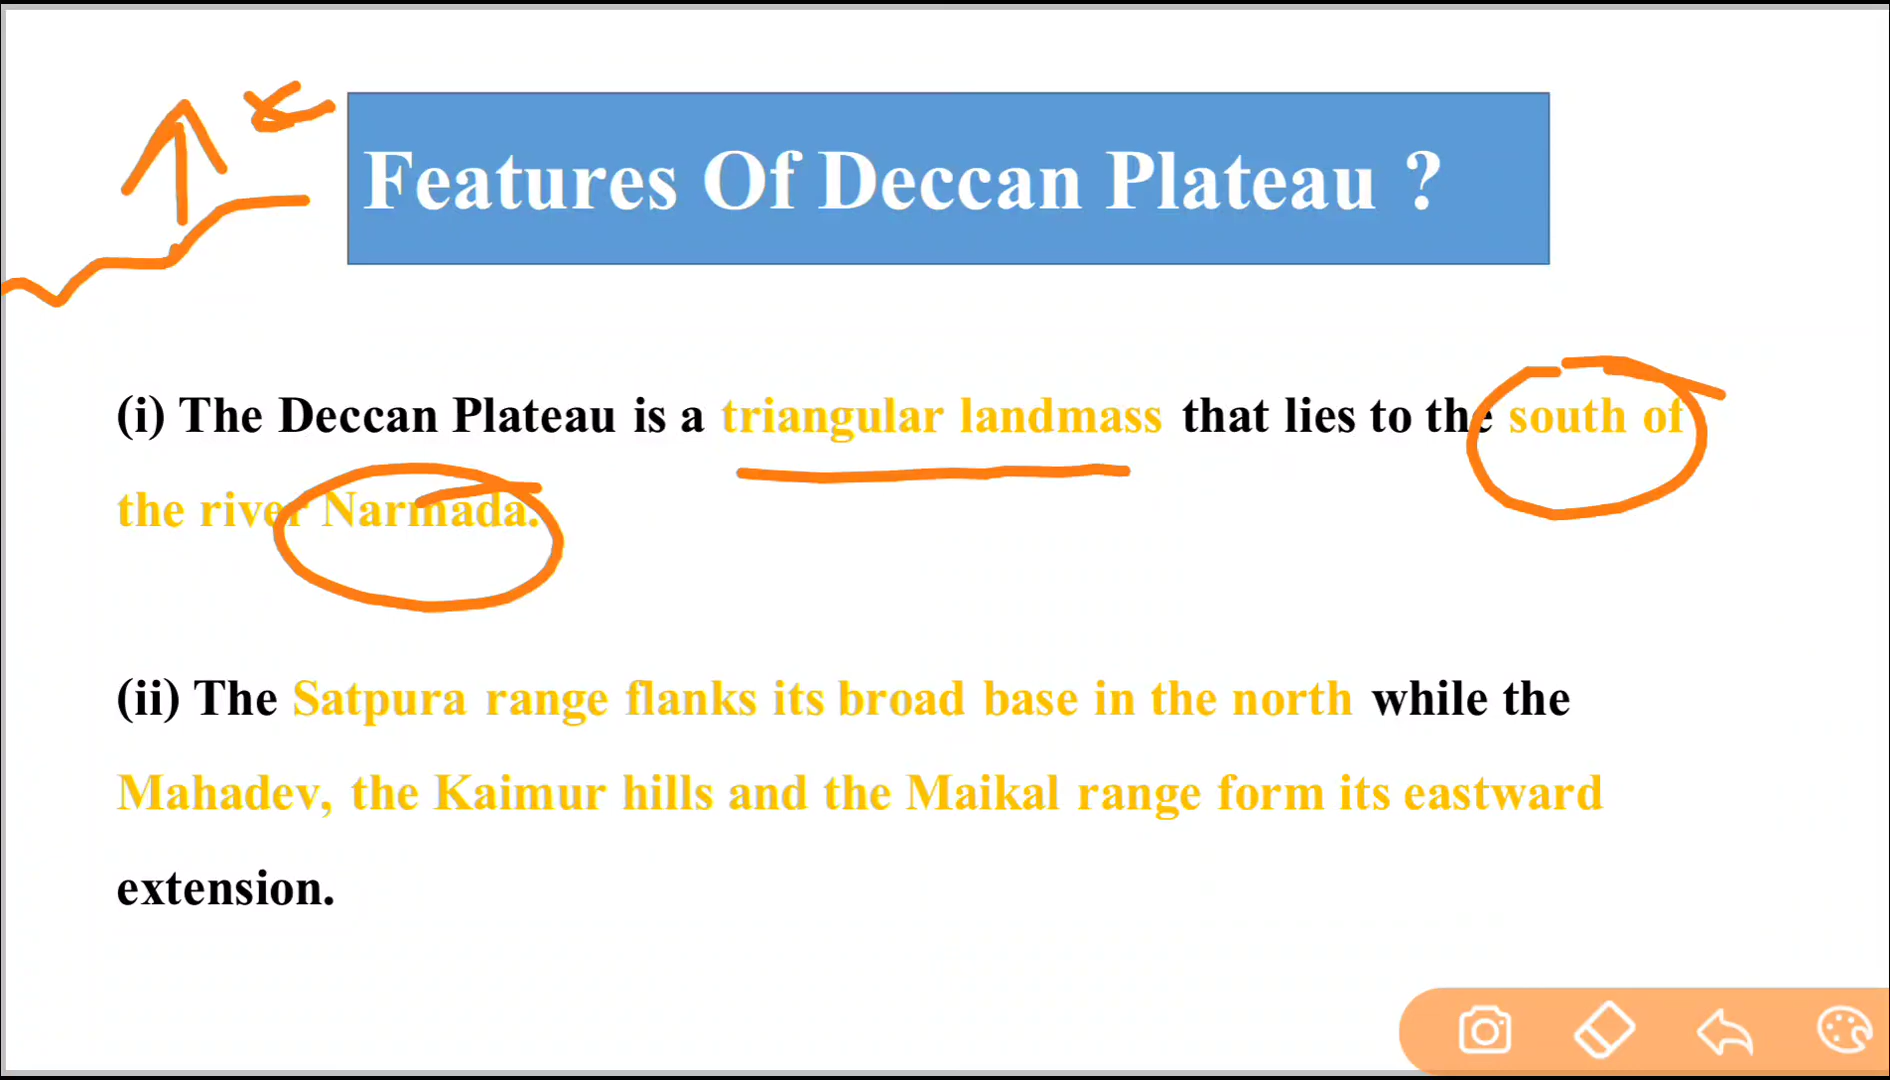 Features Of Deccan Plateau ?
(i) The Deccan Plateau is a triangular landmass that lies to the south of
the river Narmada.
(ii) The Satpura range flanks its broad base in the north while the
Mahadev, the Kaimur hills and the Maikal range form its eastward
extension.